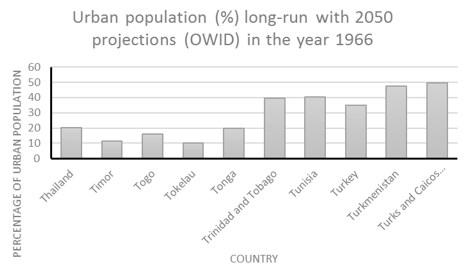 Urban population (%) long-run with 2050
projections (OWID) in the year 1966
PERCENTAGE OF URBAN POPULATION
60
50
40
30
20
10
0
Thailand
Timor
Togo
Tokelau
Tonga
Trinidad and Tobago
Tunisia
Turkey
Turkmenistan
Turks and Caicos...
COUNTRY